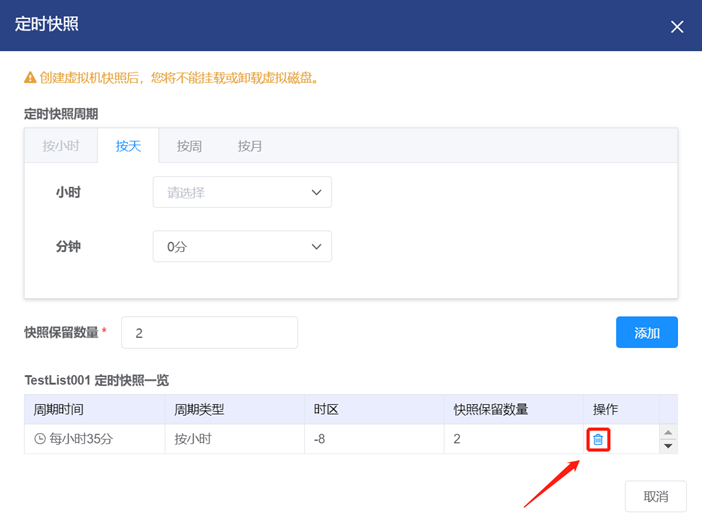 定时快照
创建虚拟机快照后，您将不能挂载或卸载虚拟磁盘。
定时快照周期
按小时 按天 按周 按月
小时 请选择
分钟 0分
快照保留数量 * 2 添加
TestList001 定时快照一览
周期时间 周期类型 时区 快照保留数量 操作
每小时35分 按小时 -8 2
取消